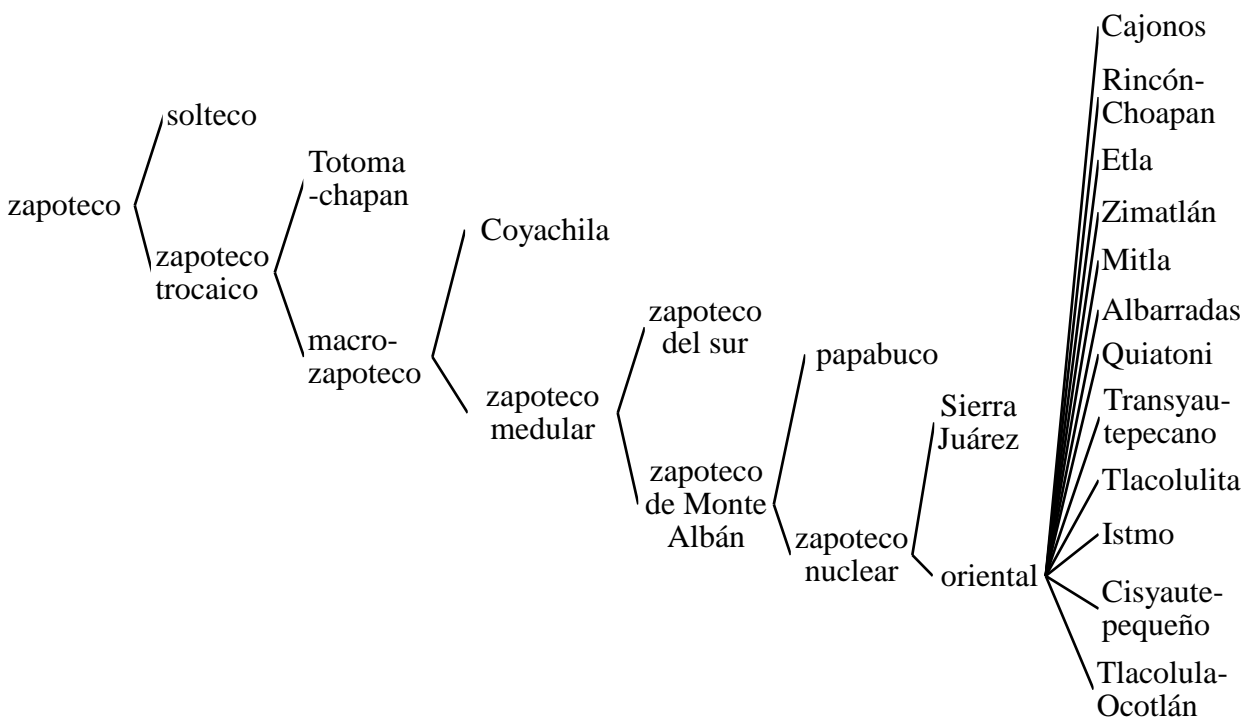 Cajonos
Rincón-
Choapan
solteco
Totoma
-chapan
Etla
zapoteco
Zimatlán
Coyachila
zapoteco
trocaico
Mitla
Albarradas
zapoteco
del sur
macro-
zapoteco
papabuco
Quiatoni
zapoteco
medular
Sierra
Juárez
Transyau-
tepecano
zapoteco
de Monte
Albán
Tlacolulita
zapoteco
nuclear
Istmo
oriental
Cisyaute-
pequeño
Tlacolula-
Ocotlán